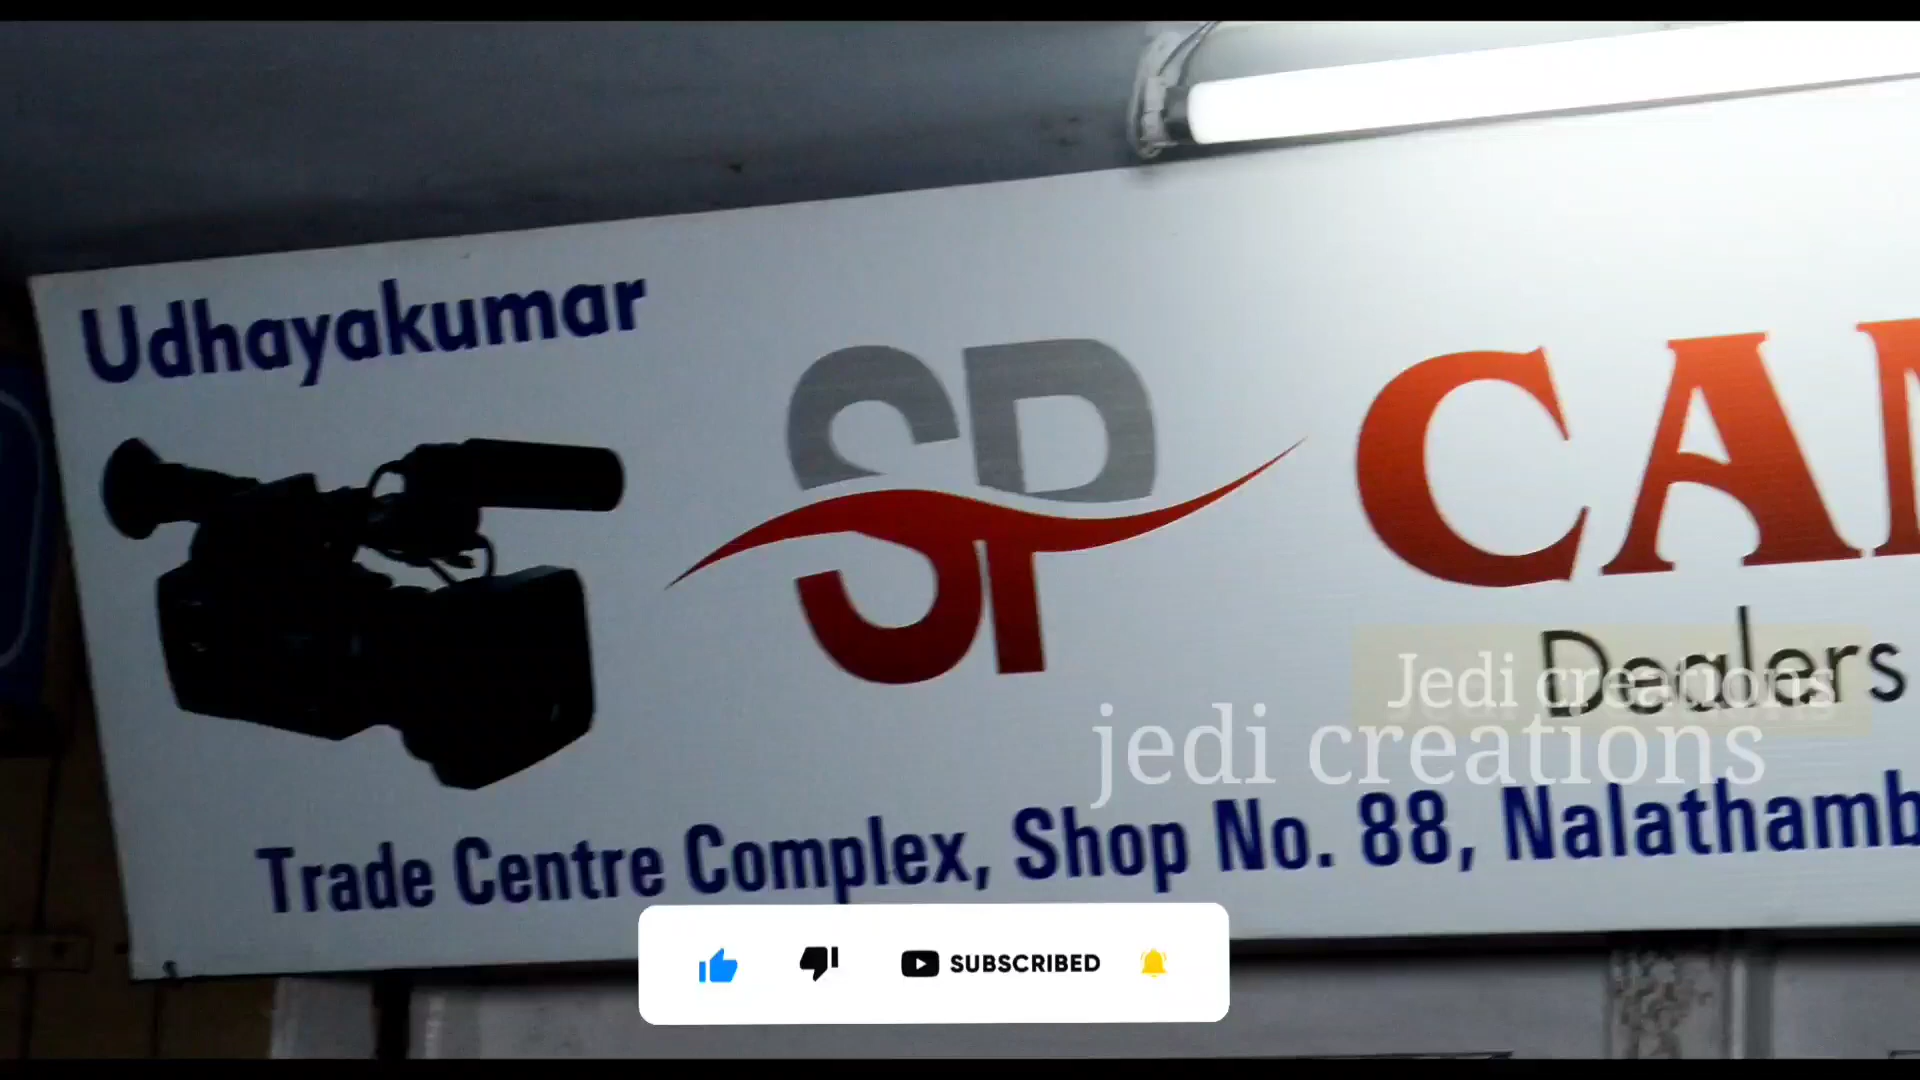 Udhayakumar
SP
CA
Dealers
Jedi creations
jedi creations
Trade Centre Complex, Shop No. 88, Nalathamb
SUBSCRIBED